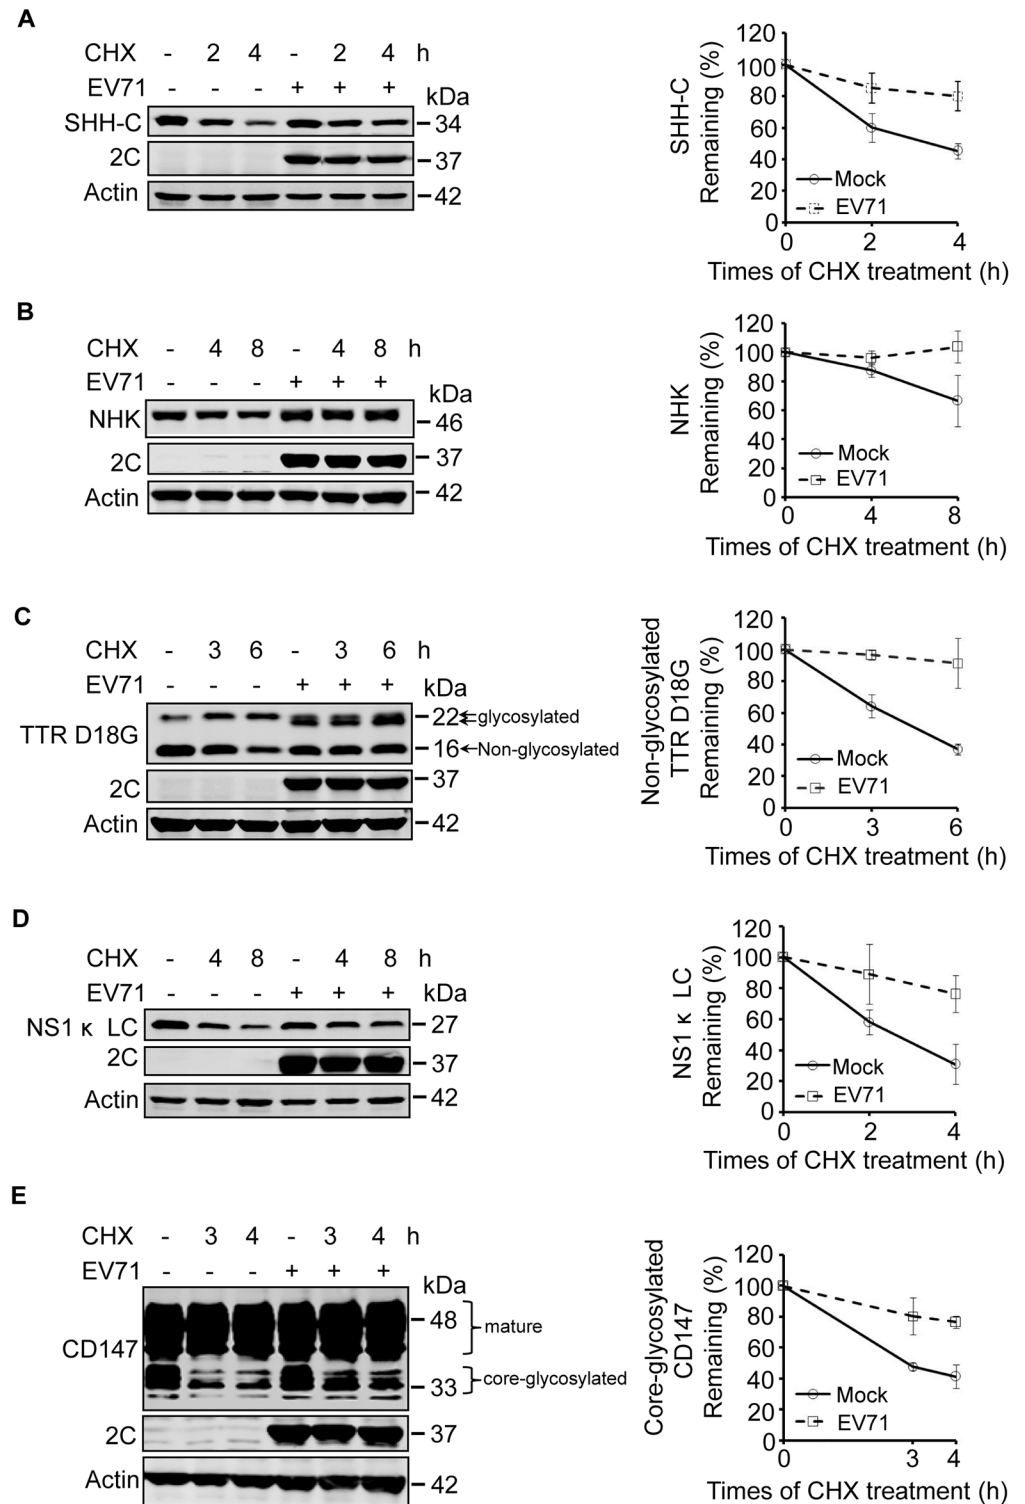 A
CHX - 2 4 - 2 4 h
EV71 - - - + + +
kDa
SHH-C 34
2C 37
Actin 42
SHH-C
Remaining (%)
120
100
80
60
40
20
0
Mock
EV71
0 2 4
Times of CHX treatment (h)
B
CHX - 4 8 - 4 8 h
EV71 - - - + + +
kDa
NHK 46
2C 37
Actin 42
NHK
Remaining (%)
120
100
80
60
40
20
0
Mock
EV71
0 4 8
Times of CHX treatment (h)
C
CHX - 3 6 - 3 6 h
EV71 - - - + + + kDa
TTR D18G
22 glycosylated
16 Non-glycosylated
2C 37
Actin 42
Non-glycosylated
TTR D18G
Remaining (%)
120
100
80
60
40
20
0
Mock
EV71
0 3 6
Times of CHX treatment (h)
D
CHX - 4 8 - 4 8 h
EV71 - - - + + + kDa
NS1 κ LC 27
2C 37
Actin 42
NS1 κ LC
Remaining (%)
120
100
80
60
40
20
0
Mock
EV71
0 2 4
Times of CHX treatment (h)
E
CHX - 3 4 - 3 4 h
EV71 - - - + + +
kDa
CD147
48 mature
33 core-glycosylated
2C 37
Actin 42
Core-glycosylated
CD147
Remaining (%)
120
100
80
60
40
20
0
Mock
EV71
0 3 4
Times of CHX treatment (h)